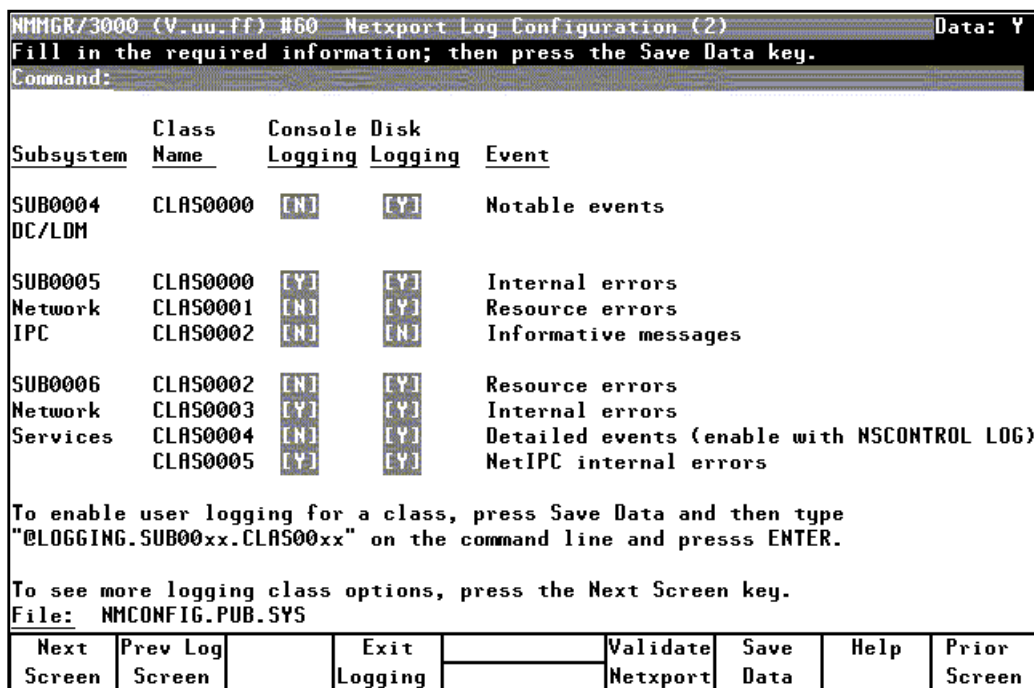 NMMGR/3000 (V.uu.ff) #60 Netxport Log Configuration (2) Data: Y
Fill in the required information; then press the Save Data key.
Command:
Class Console Disk
Subsystem Name Logging Logging Event
SUB0004 CLAS0000 [N] [Y] Notable events
DC/LDM
SUB0005 CLAS0000 [Y] [Y] Internal errors
Network CLAS0001 [N] [Y] Resource errors
IPC CLAS0002 [N] [N] Informative messages
SUB0006 CLAS0002 [N] [Y] Resource errors
Network CLAS0003 [Y] [Y] Internal errors
Services CLAS0004 [N] [Y] Detailed events (enable with NSCONTROL LOG)
CLAS0005 [Y] [Y] NetIPC internal errors
To enable user logging for a class, press Save Data and then type
"@LOGGING.SUB00xx.CLAS00xx" on the command line and presss ENTER.
To see more logging class options, press the Next Screen key.
File: NMCONFIG.PUB.SYS
Next Prev Log Exit Validate Save Help Prior
Screen Screen Logging Netxport Data Screen